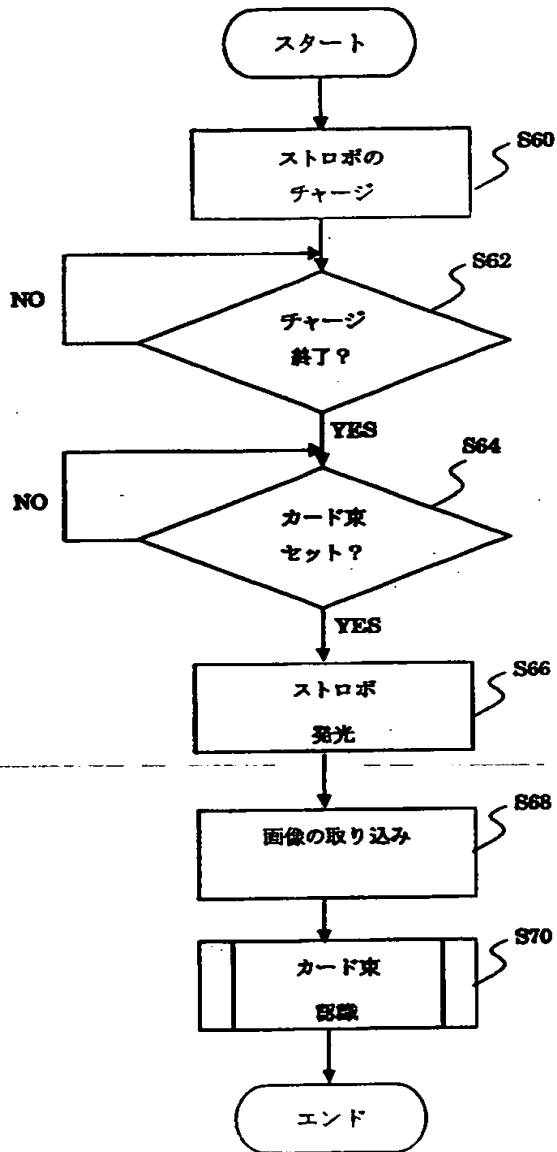 スタート
ストロボの
チャージ
S60
S62
NO
チャージ
終了？
YES
S64
NO
カード束
セット？
YES
S66
ストロボ
発光
S68
画像の取り込み
S70
カード束
認識
エンド